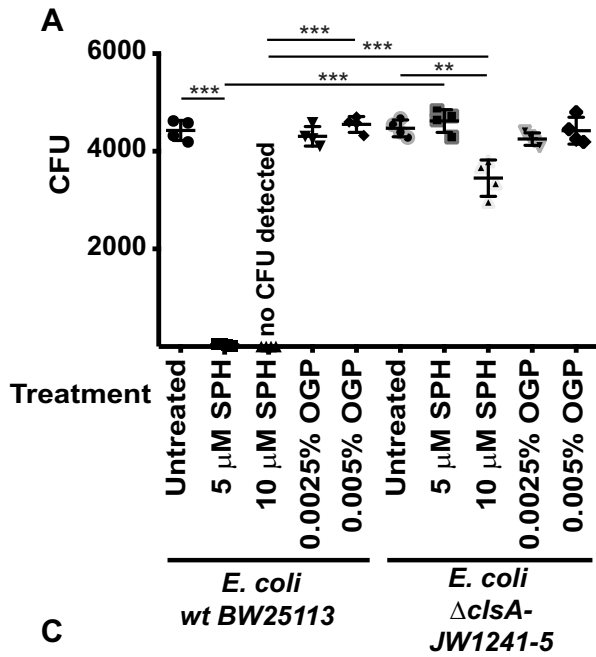 A
***
***
**
***
***
6000
4000
2000
CFU
no CFU detected
Treatment
Untreated
5 μM SPH
10 μM SPH
0.0025% OGP
0.005% OGP
Untreated
5 μM SPH
10 μM SPH
0.0025% OGP
0.005% OGP
E. coli
wt BW25113
E. coli
ΔclsA-
JW1241-5
C